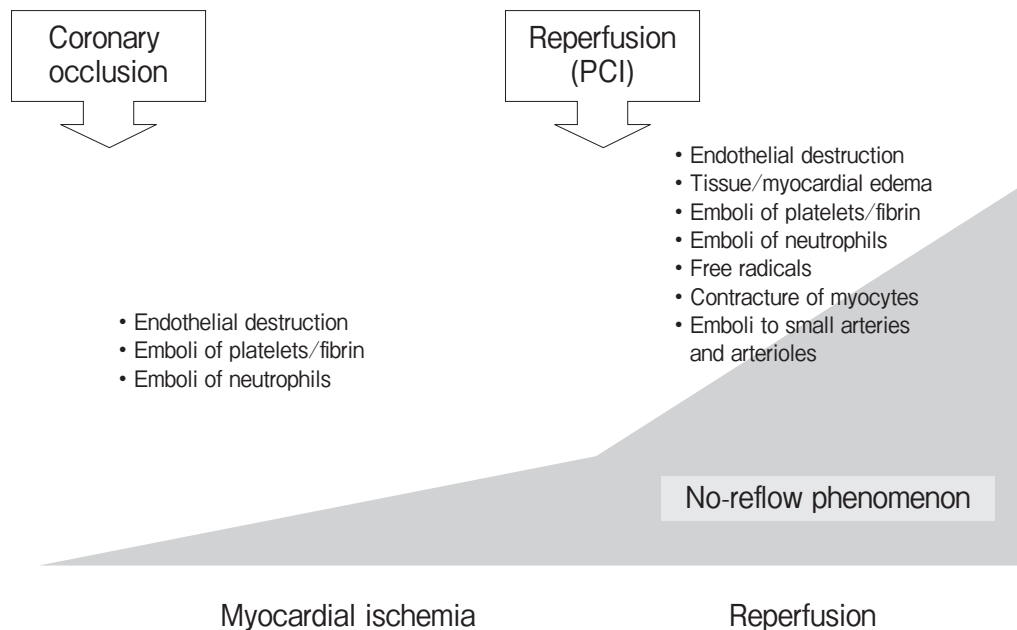 Coronary
occlusion
Reperfusion
(PCI)
• Endothelial destruction
• Tissue/myocardial edema
• Emboli of platelets/fibrin
• Emboli of neutrophils
• Free radicals
• Contracture of myocytes
• Emboli to small arteries
and arterioles
• Endothelial destruction
• Emboli of platelets/fibrin
• Emboli of neutrophils
No-reflow phenomenon
Myocardial ischemia
Reperfusion